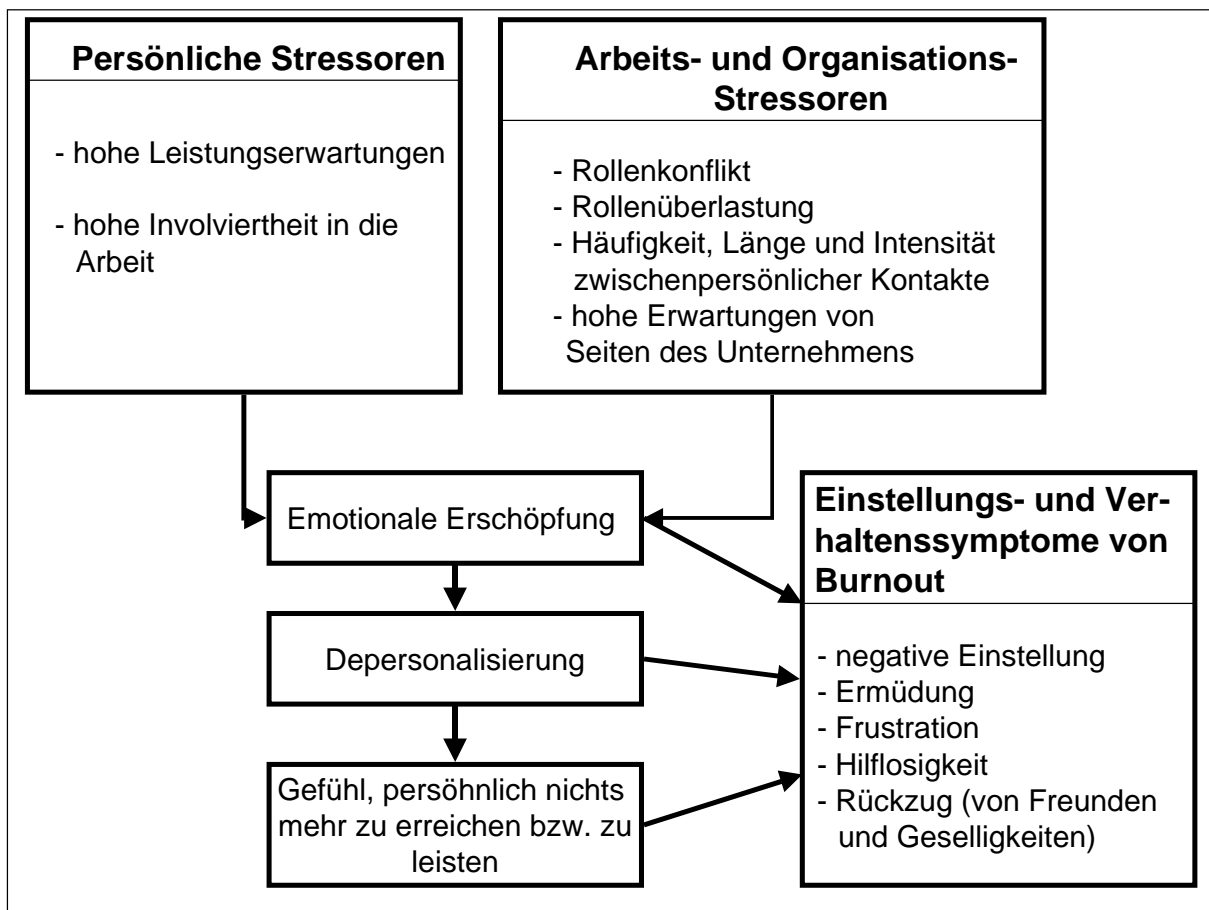 Persönliche Stressoren
- hohe Leistungserwartungen
- hohe Involviertheit in die
Arbeit
Arbeits- und Organisations-
Stressoren
- Rollenkonflikt
- Rollenüberlastung
- Häufigkeit, Länge und Intensität
zwischenpersönlicher Kontakte
- hohe Erwartungen von
Seiten des Unternehmens
Emotionale Erschöpfung
Depersonalisierung
Gefühl, persöhnlich nichts
mehr zu erreichen bzw. zu
leisten
Einstellungs- und Ver-
haltenssymptome von
Burnout
- negative Einstellung
- Ermüdung
- Frustration
- Hilflosigkeit
- Rückzug (von Freunden
und Geselligkeiten)